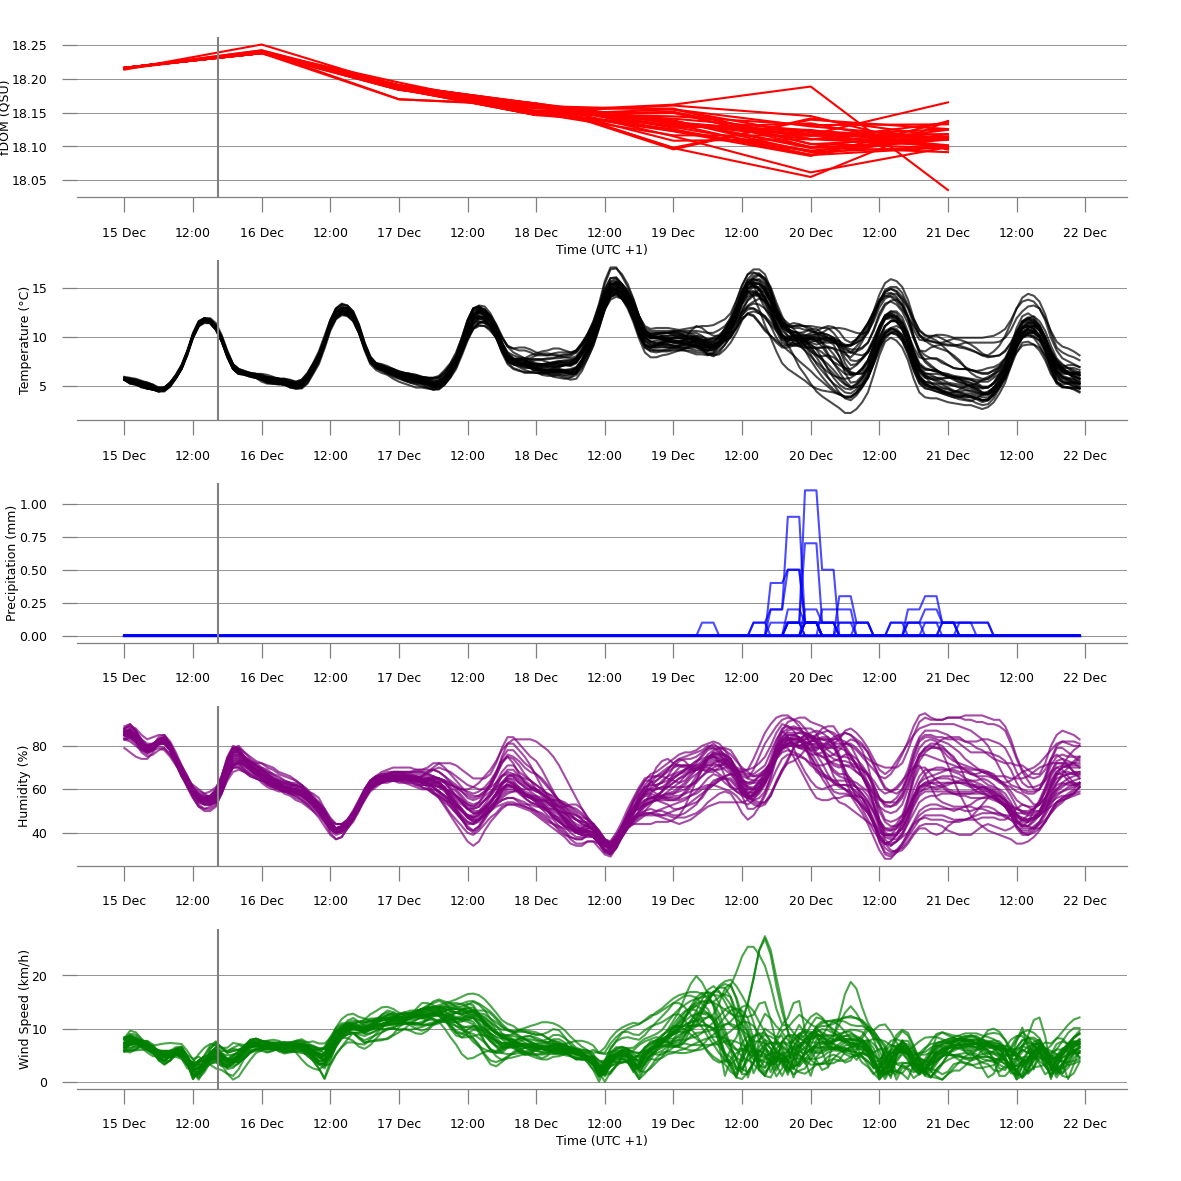 18.25
18.20
18.15
18.10
18.05
fDOM (QSU)
15 Dec 12:00 16 Dec 12:00 17 Dec 12:00 18 Dec 12:00 19 Dec 12:00 20 Dec 12:00 21 Dec 12:00 22 Dec
Time (UTC +1)
15
10
5
Temperature (°C)
15 Dec 12:00 16 Dec 12:00 17 Dec 12:00 18 Dec 12:00 19 Dec 12:00 20 Dec 12:00 21 Dec 12:00 22 Dec
1.00
0.75
0.50
0.25
0.00
Precipitation (mm)
15 Dec 12:00 16 Dec 12:00 17 Dec 12:00 18 Dec 12:00 19 Dec 12:00 20 Dec 12:00 21 Dec 12:00 22 Dec
80
60
40
Humidity (%)
15 Dec 12:00 16 Dec 12:00 17 Dec 12:00 18 Dec 12:00 19 Dec 12:00 20 Dec 12:00 21 Dec 12:00 22 Dec
20
10
0
Wind Speed (km/h)
15 Dec 12:00 16 Dec 12:00 17 Dec 12:00 18 Dec 12:00 19 Dec 12:00 20 Dec 12:00 21 Dec 12:00 22 Dec
Time (UTC +1)